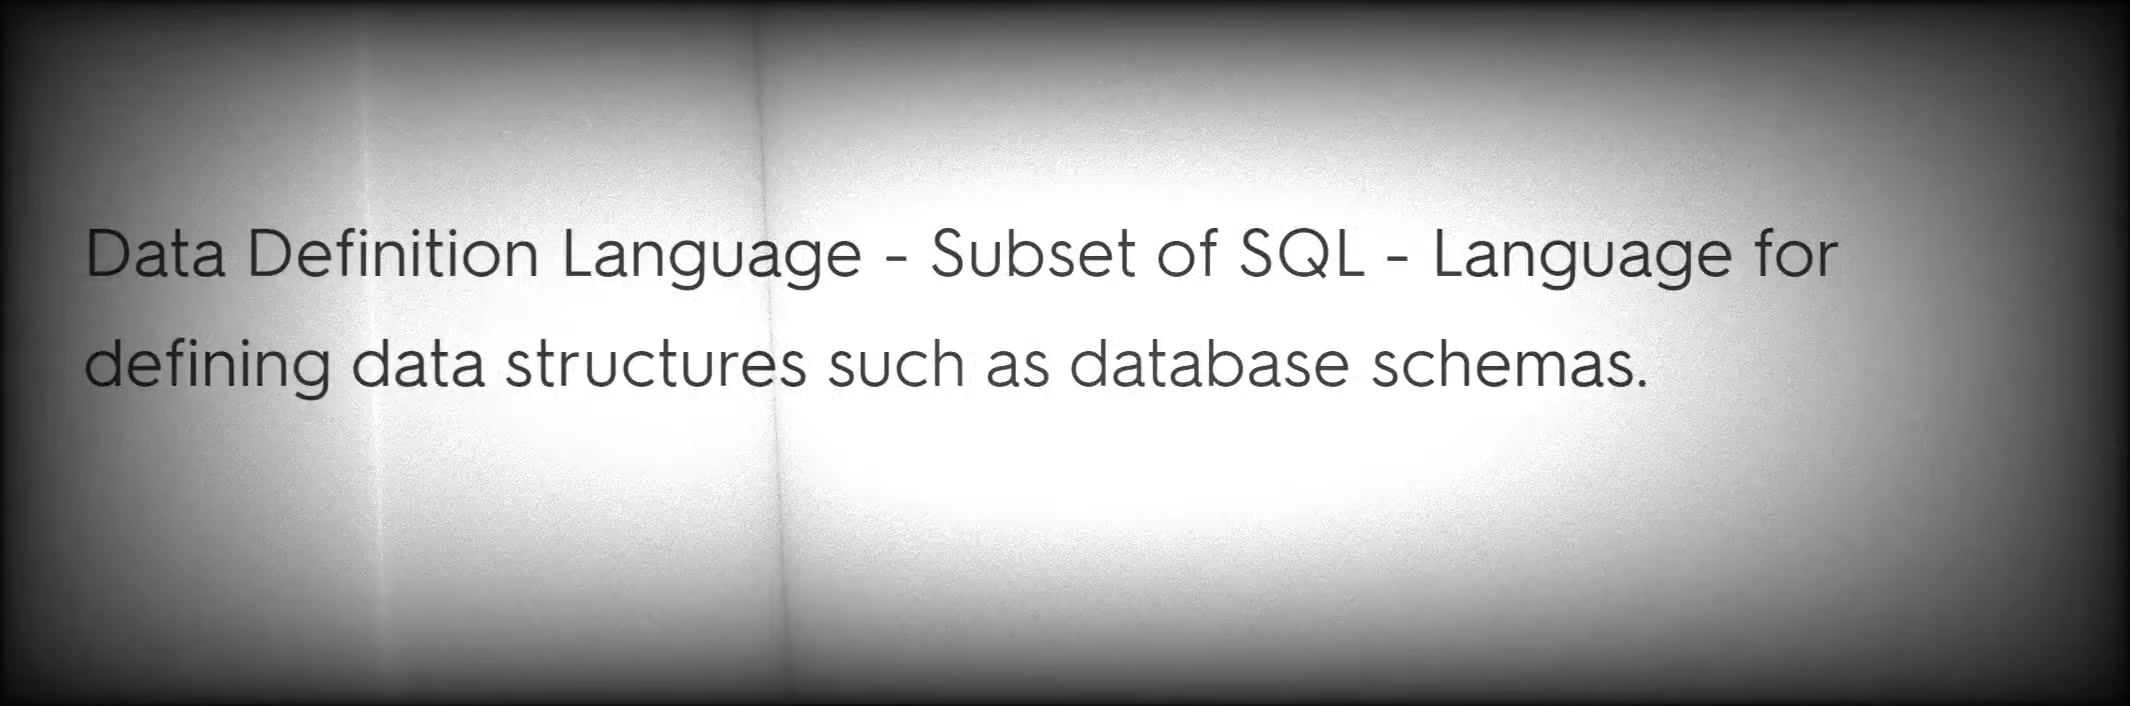 Data Definition Language - Subset of SQL - Language for
defining data structures such as database schemas.